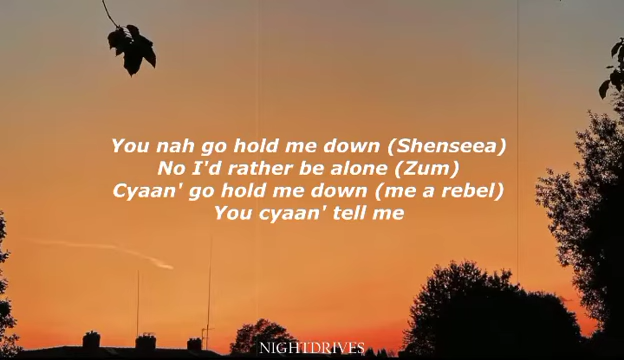 You nah go hold me down (Shenseea)
No I'd rather be alone (Zum)
Cyaan' go hold me down (me a rebel)
You cyaan' tell me
NIGHTDRIVES